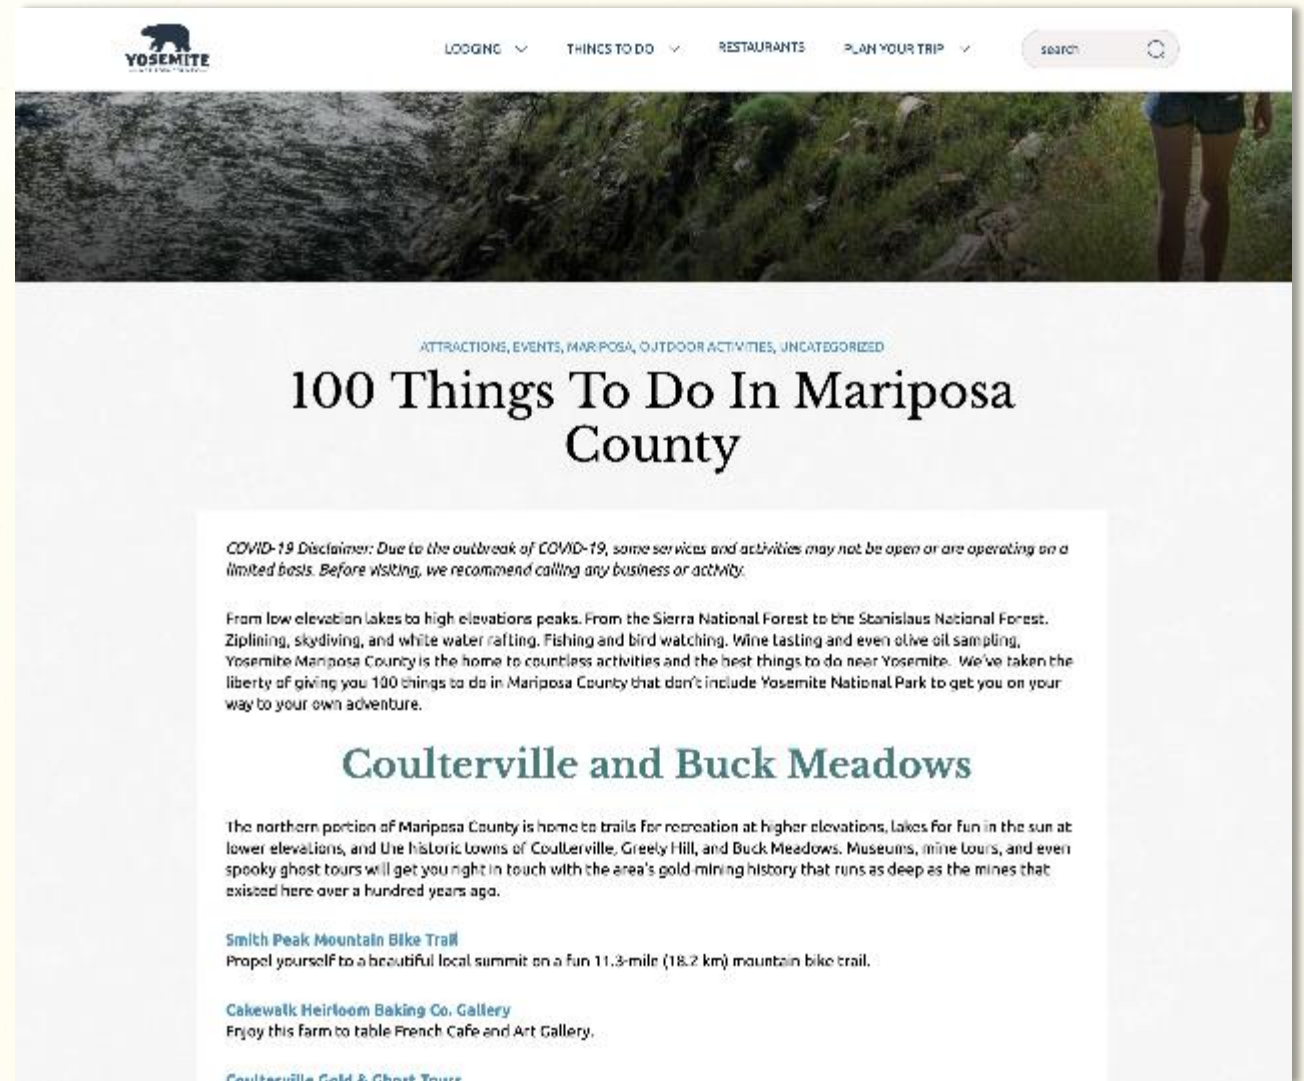 YOSEMITE
LODGING
THINGS TO DO
RESTAURANTS
PLAN YOUR TRIP
search
ATTRACTIONS, EVENTS, MARIPOSA, OUTDOOR ACTIVITIES, UNCATEGORIZED
100 Things To Do In Mariposa
County
COVID-19 Disclaimer: Due to the outbreak of COVID-19, some services and activities may not be open or are operating on a
limited basis. Before visiting, we recommend calling any business or activity.
From low elevation lakes to high elevations peaks. From the Sierra National Forest to the Stanislaus National Forest.
Ziplining, skydiving, and white water rafting. Fishing and bird watching. Wine tasting and even olive oil sampling,
Yosemite Mariposa County is the home to countless activities and the best things to do near Yosemite. We've taken the
liberty of giving you 100 things to do in Mariposa County that don't include Yosemite National Park to get you on your
way to your own adventure.
Coulterville and Buck Meadows
The northern portion of Mariposa County is home to trails for recreation at higher elevations, lakes for fun in the sun at
lower elevations, and the historic towns of Coulterville, Greely Hill, and Buck Meadows. Museums, mine tours, and even
spooky ghost tours will get you right in touch with the area's gold-mining history that runs as deep as the mines that
existed here over a hundred years ago.
Smith Peak Mountain Bike Trail
Propel yourself to a beautiful local summit on a fun 11.3-mile (18.2 km) mountain bike trail.
Cakewalk Heirloom Baking Co. Gallery
Enjoy this farm to table French Cafe and Art Gallery.
Coulterville Gold & Ghost Tours